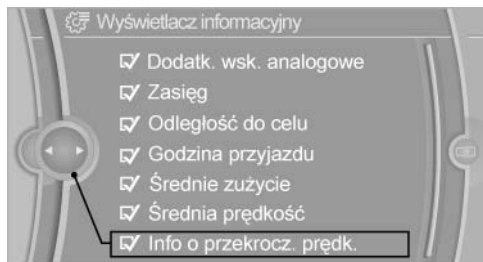 Wyświetlacz informacyjny
Dodatk. wsk. analogowe
Zasięg
Odległość do celu
Godzina przyjazdu
Średnie zużycie
Średnia prędkość
Info o przekrocz. prędk.